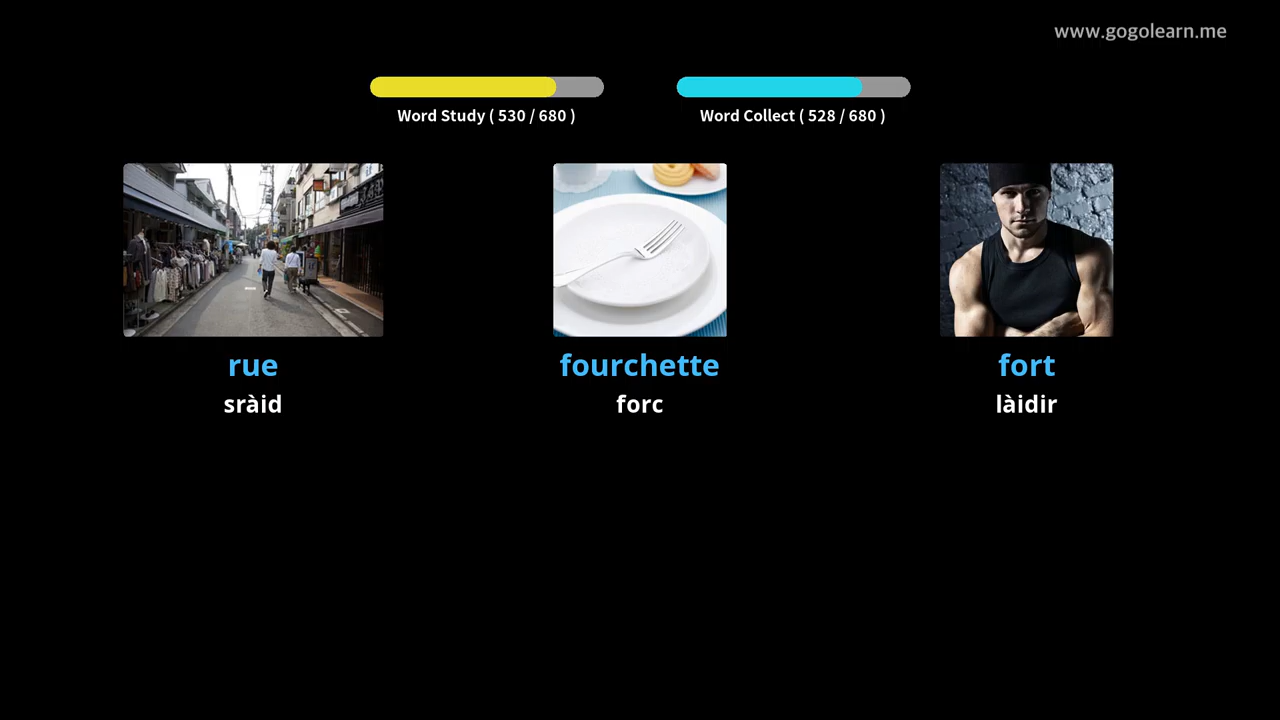 www.gogolearn.me
Word Study ( 530 / 680 )
Word Collect ( 528 / 680 )
rue
fourchette
fort
sràid
forc
làidir